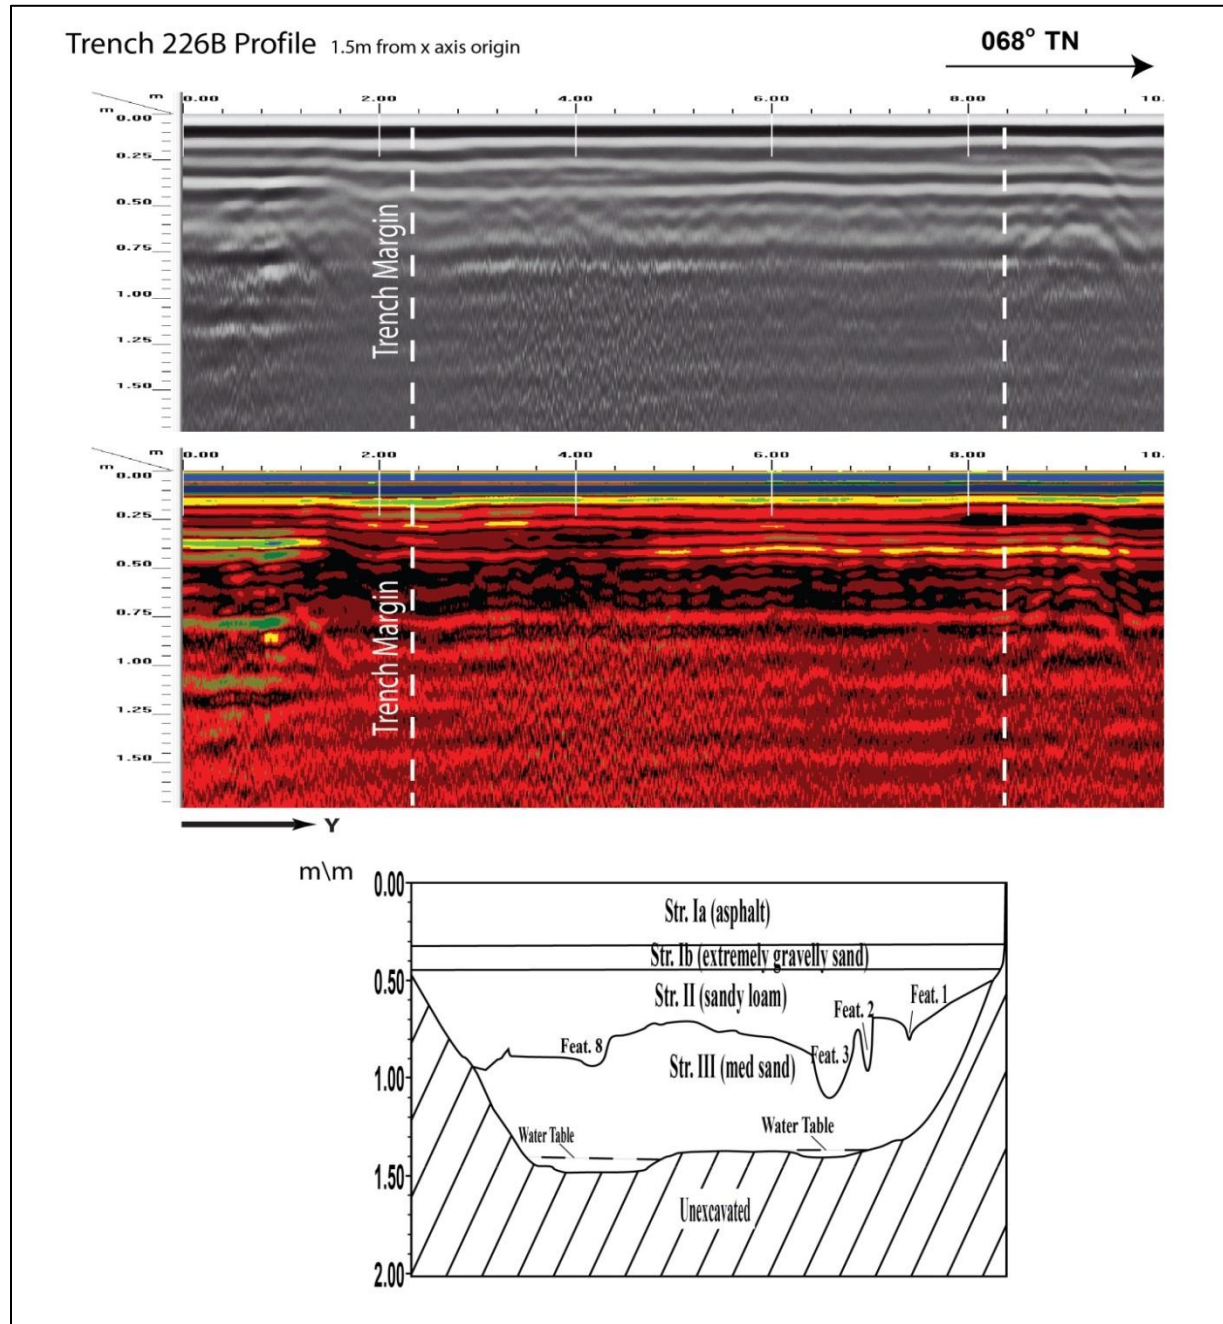 Trench 226B Profile 1.5m from x axis origin
068° TN
m 0.00 2.00 4.00 6.00 8.00 10.
m
0.00
0.25
0.50
0.75
1.00
1.25
1.50
Trench Margin
m 0.00 2.00 4.00 6.00 8.00 10.
m
0.00
0.25
0.50
0.75
1.00
1.25
1.50
Trench Margin
Y
m\m
0.00
Str. Ia (asphalt)
Str. Ib (extremely gravelly sand)
0.50
Str. II (sandy loam)
Feat. 1
Feat. 2
Feat. 8
Feat. 3
Str. III (med sand)
1.00
Water Table
Water Table
1.50
Unexcavated
2.00